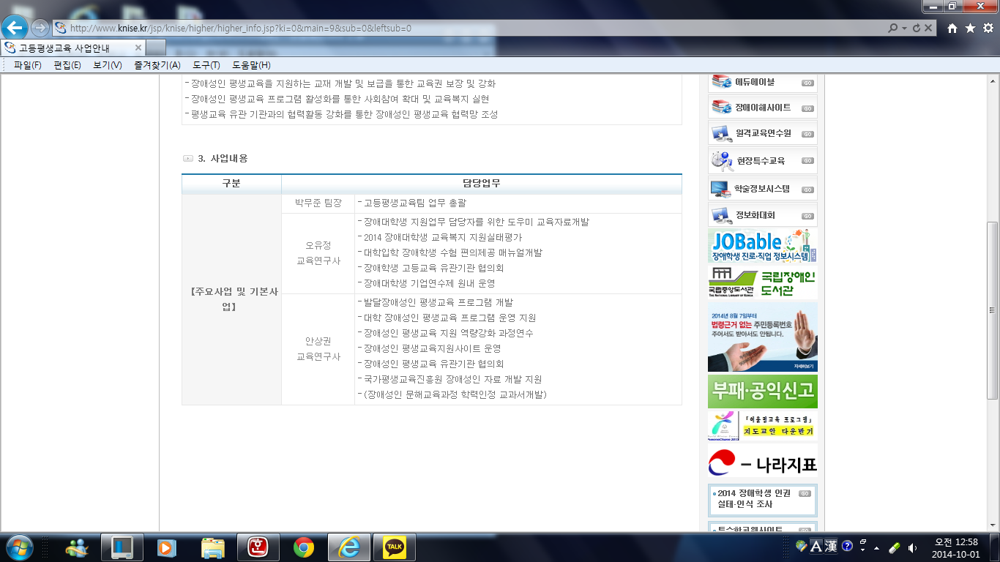 http://www.knise.kr/jsp/knise/higher/higher_info.jsp?ki=0&main=9&sub=0&leftsub=0
고등평생교육 사업안내
파일(F) 편집(E) 보기(V) 즐겨찾기(A) 도구(T) 도움말(H)
- 장애성인 평생교육을 지원하는 교재 개발 및 보급을 통한 교육권 보장 및 강화
- 장애성인 평생교육 프로그램 활성화를 통한 사회참여 확대 및 교육복지 실현
- 평생교육 유관 기관과의 협력활동 강화를 통한 장애성인 평생교육 협력망 조성
3. 사업내용
구분 담당업무
【주요사업 및 기본사
업】
박무준 팀장
- 고등평생교육팀 업무 총괄
오유정
교육연구사
- 장애대학생 지원업무 담당자를 위한 도우미 교육자료개발
- 2014 장애대학생 교육복지 지원실태평가
- 대학입학 장애학생 수험 편의제공 매뉴얼개발
- 장애학생 고등교육 유관기관 협의회
- 장애대학생 기업연수제 원내 운영
안상권
교육연구사
- 발달장애성인 평생교육 프로그램 개발
- 대학 장애성인 평생교육 프로그램 운영 지원
- 장애성인 평생교육 지원 역량강화 과정연수
- 장애성인 평생교육지원사이트 운영
- 장애성인 평생교육 유관기관 협의회
- 국가평생교육진흥원 장애성인 자료 개발 지원
- (장애성인 문해교육과정 학력인정 교과서개발)
에듀에이블 GO
장애이해사이트 GO
원격교육연수원 GO
현장특수교육 GO
학술정보시스템 GO
정보화대회 GO
JOBable
장애학생 진로·직업 정보시스템
국립중앙도서관
THE NATIONAL LIBRARY OF KOREA
국립장애인
도서관
2014년 8월 7일부터
법령근거 없는 주민등록번호
주어서도 받아서도 안됩니다.
자세히보기
부패·공익신고
「어울림교육 프로그램」
지도교안 다운받기
e-나라지표
2014 장애학생 인권 GO
실태·인식 조사
특수학교웹사이트 GO
TALK
A 漢
오전 12:58
2014-10-01